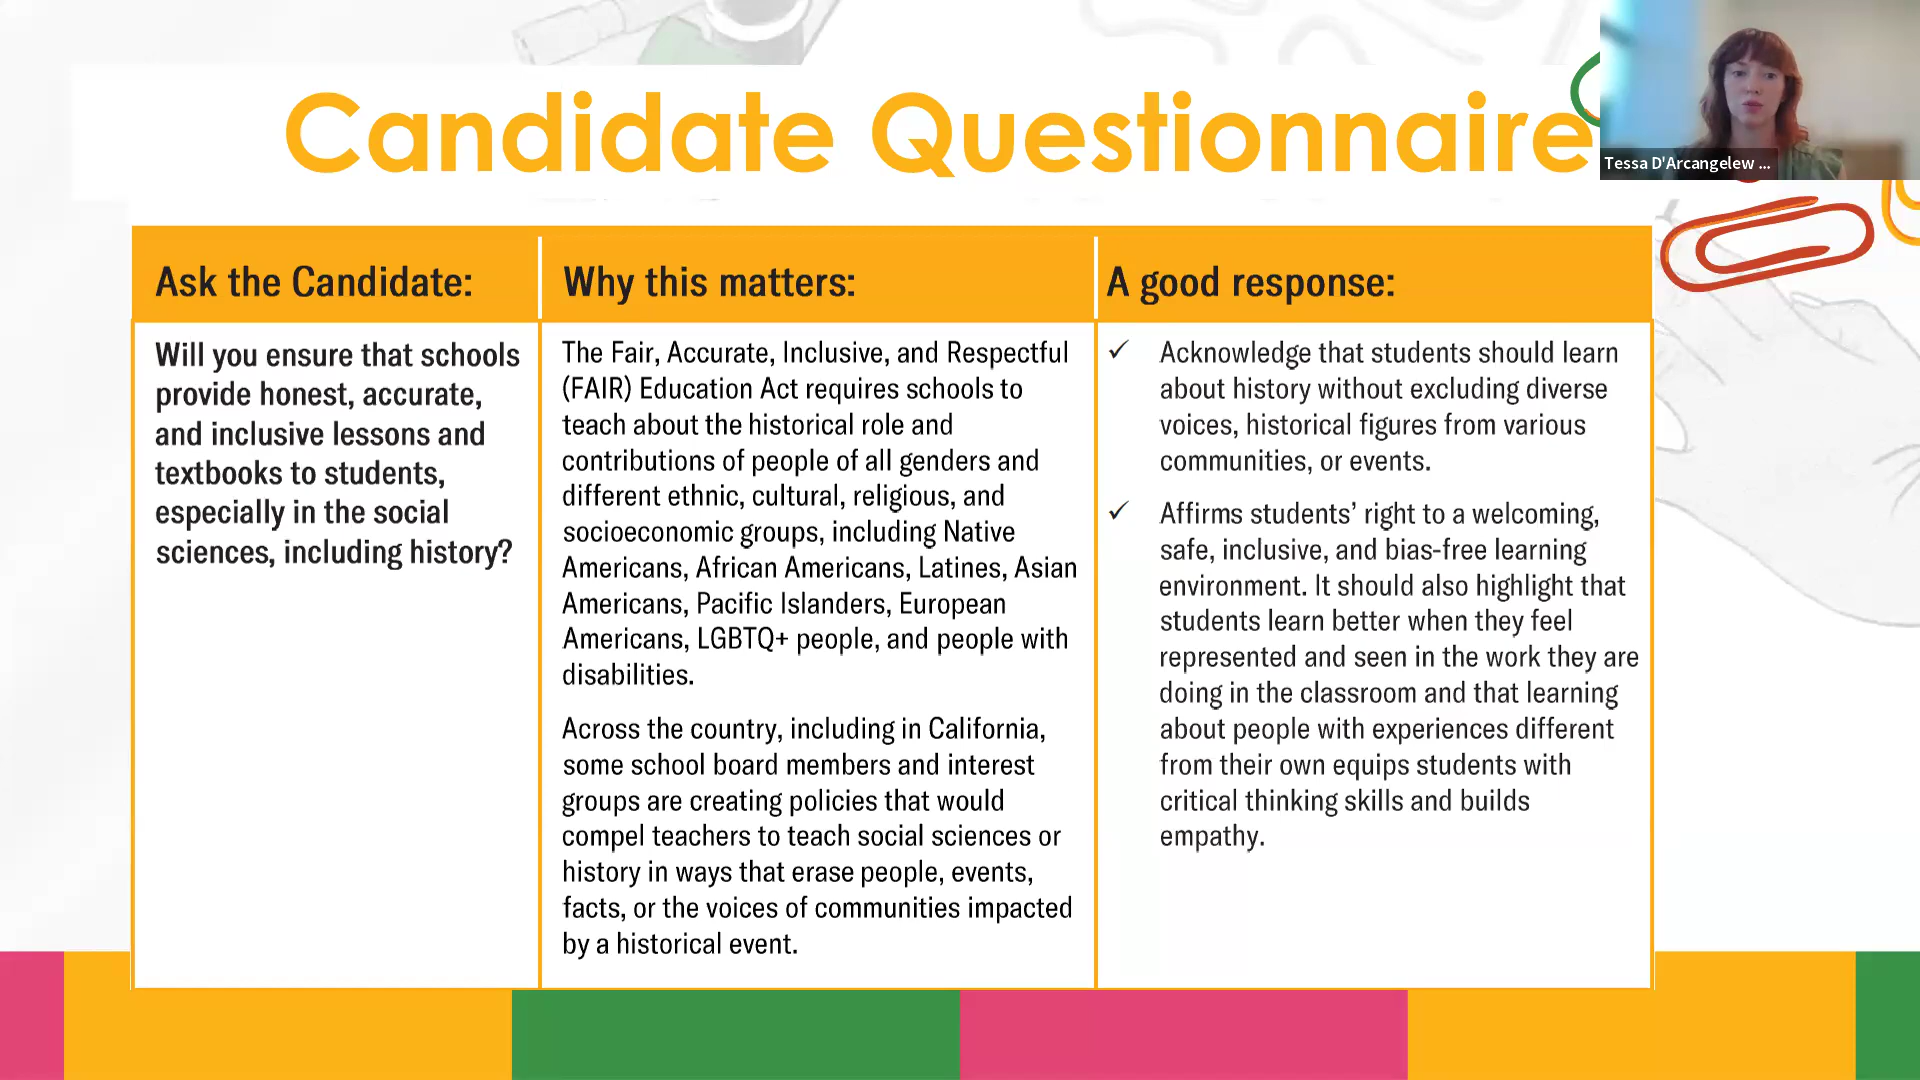 Candidate Questionnaire
Tessa D'Arcangelew ...
Ask the Candidate:
Will you ensure that schools
provide honest, accurate,
and inclusive lessons and
textbooks to students,
especially in the social
sciences, including history?
Why this matters:
The Fair, Accurate, Inclusive, and Respectful
(FAIR) Education Act requires schools to
teach about the historical role and
contributions of people of all genders and
different ethnic, cultural, religious, and
socioeconomic groups, including Native
Americans, African Americans, Latines, Asian
Americans, Pacific Islanders, European
Americans, LGBTQ+ people, and people with
disabilities.
Across the country, including in California,
some school board members and interest
groups are creating policies that would
compel teachers to teach social sciences or
history in ways that erase people, events,
facts, or the voices of communities impacted
by a historical event.
A good response:
✓ Acknowledge that students should learn
about history without excluding diverse
voices, historical figures from various
communities, or events.
✓ Affirms students’ right to a welcoming,
safe, inclusive, and bias-free learning
environment. It should also highlight that
students learn better when they feel
represented and seen in the work they are
doing in the classroom and that learning
about people with experiences different
from their own equips students with
critical thinking skills and builds
empathy.